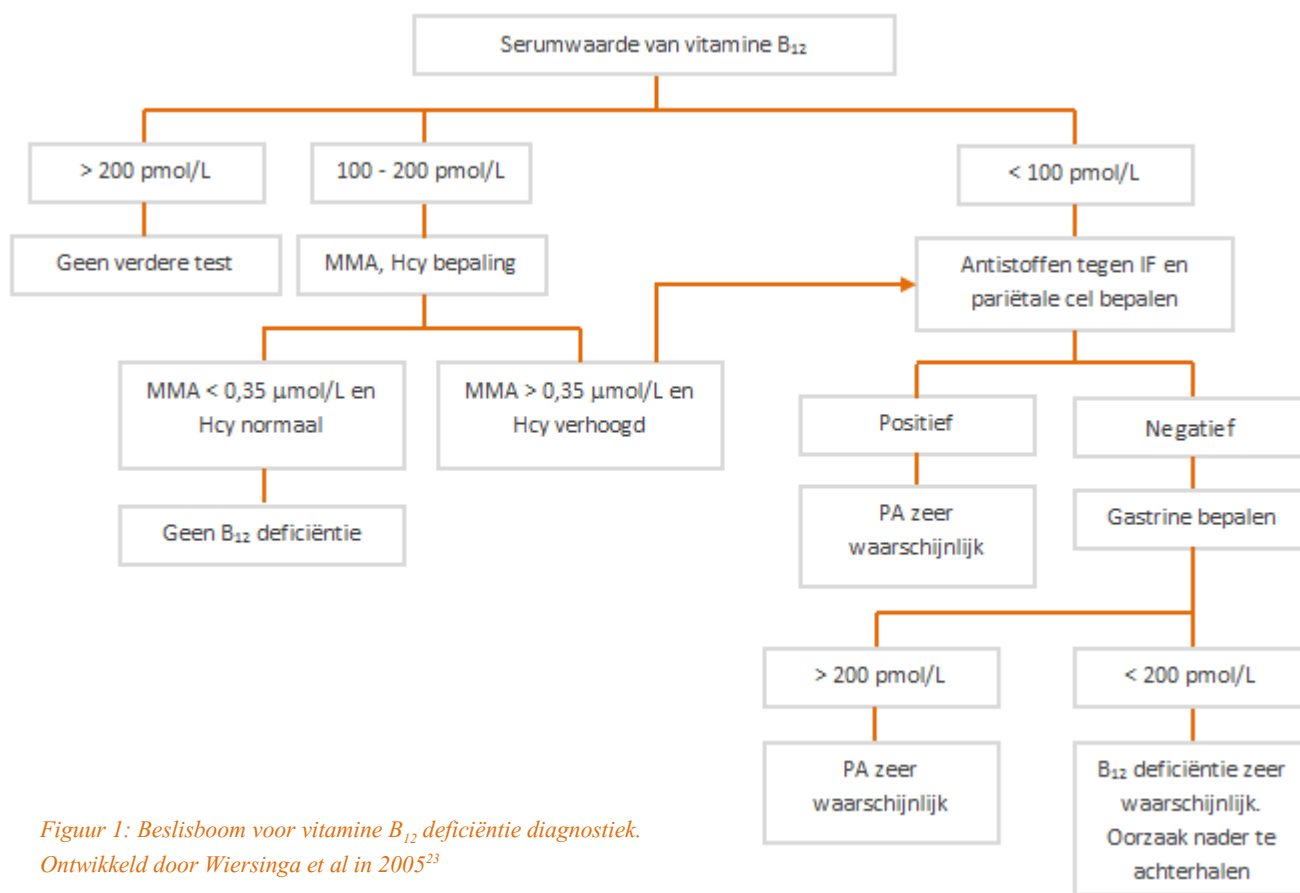 Serumwaarde van vitamine B₁₂
> 200 pmol/L
100 - 200 pmol/L
< 100 pmol/L
Geen verdere test
MMA, Hcy bepaling
Antistoffen tegen IF en
pariëtale cel bepalen
MMA < 0,35 µmol/L en
Hcy normaal
MMA > 0,35 µmol/L en
Hcy verhoogd
Positief
Negatief
Geen B₁₂ deficiëntie
PA zeer
waarschijnlijk
Gastrine bepalen
> 200 pmol/L
< 200 pmol/L
PA zeer
waarschijnlijk
B₁₂ deficiëntie zeer
waarschijnlijk.
Oorzaak nader te
achterhalen
Figuur 1: Beslisboom voor vitamine B₁₂ deficiëntie diagnostiek.
Ontwikkeld door Wiersinga et al in 2005²³